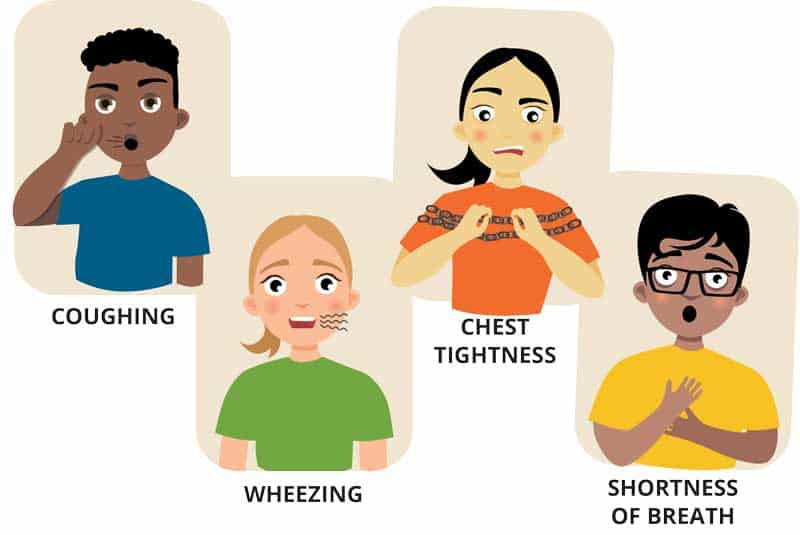 COUGHING
WHEEZING
CHEST
TIGHTNESS
SHORTNESS
OF BREATH